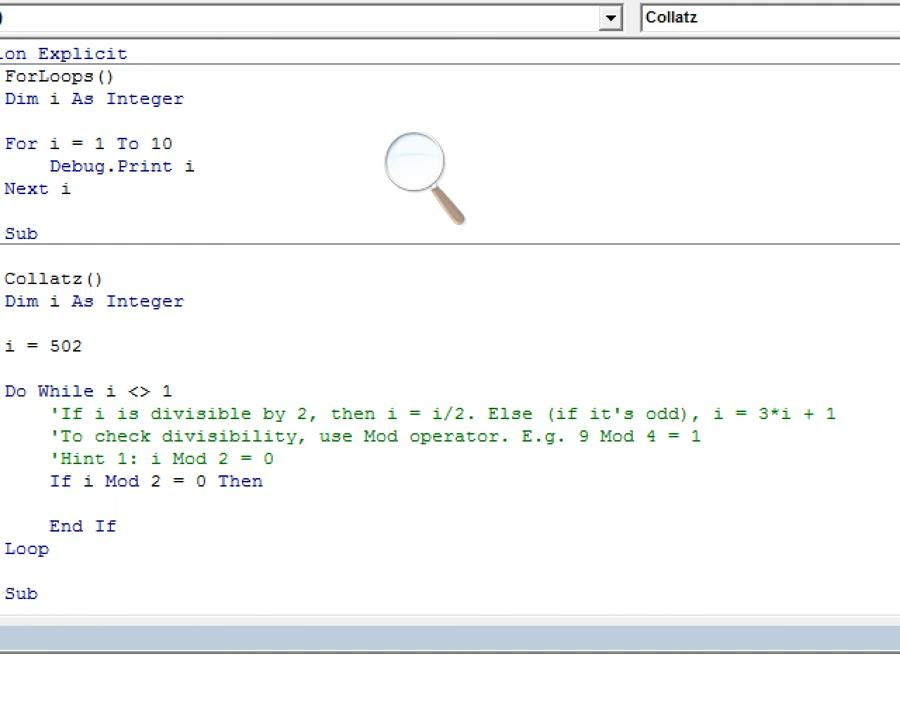 )
Collatz
ion Explicit
ForLoops()
Dim i As Integer
For i = 1 To 10
Debug.Print i
Next i
Sub
Collatz()
Dim i As Integer
i = 502
Do While i <> 1
'If i is divisible by 2, then i = i/2. Else (if it's odd), i = 3*i + 1
'To check divisibility, use Mod operator. E.g. 9 Mod 4 = 1
'Hint 1: i Mod 2 = 0
If i Mod 2 = 0 Then
End If
Loop
Sub